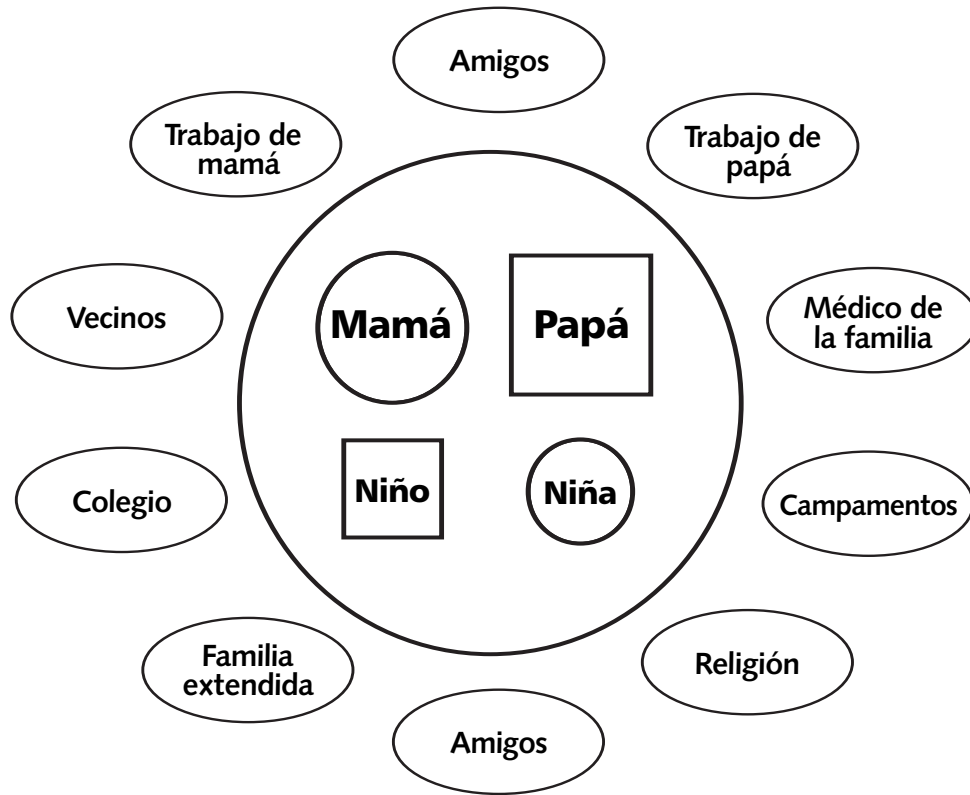 Amigos
Trabajo de
mamá
Trabajo de
papá
Vecinos
Mamá
Papá
Médico de
la familia
Colegio
Niño
Niña
Campamentos
Familia
extendida
Religión
Amigos